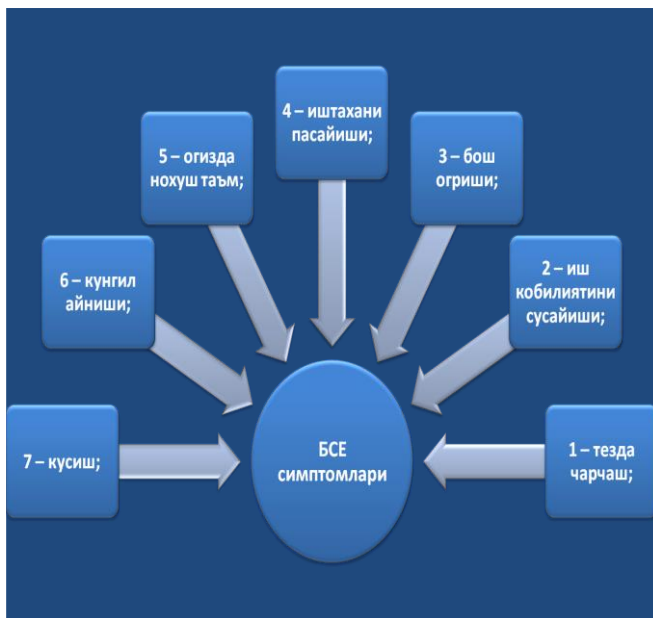 4 – иштахани
пасайиши;
5 – огизда
нохуш таъм;
3 – бош
огриши;
6 – кунгил
айниши;
2 – иш
кобилиятини
сусайиши;
7 – кусиш;
БСЕ
симптомлари
1 – тезда
чарчаш;